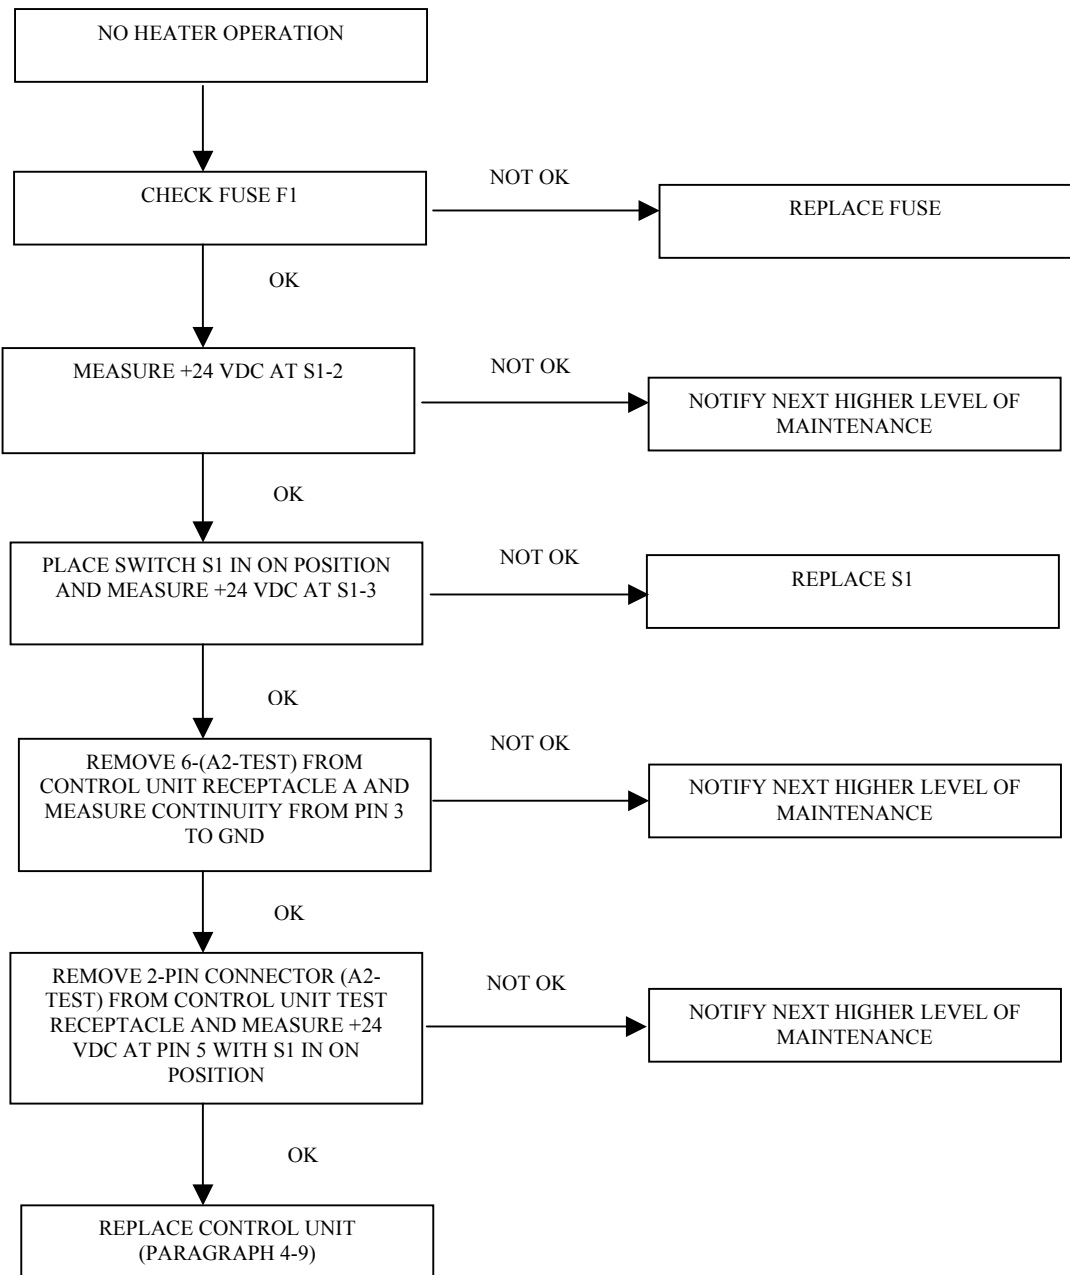 NO HEATER OPERATION
CHECK FUSE F1
NOT OK
REPLACE FUSE
OK
MEASURE +24 VDC AT S1-2
NOT OK
NOTIFY NEXT HIGHER LEVEL OF
MAINTENANCE
OK
PLACE SWITCH S1 IN ON POSITION
AND MEASURE +24 VDC AT S1-3
NOT OK
REPLACE S1
OK
REMOVE 6-(A2-TEST) FROM
CONTROL UNIT RECEPTACLE A AND
MEASURE CONTINUITY FROM PIN 3
TO GND
NOT OK
NOTIFY NEXT HIGHER LEVEL OF
MAINTENANCE
OK
REMOVE 2-PIN CONNECTOR (A2-
TEST) FROM CONTROL UNIT TEST
RECEPTACLE AND MEASURE +24
VDC AT PIN 5 WITH S1 IN ON
POSITION
NOT OK
NOTIFY NEXT HIGHER LEVEL OF
MAINTENANCE
OK
REPLACE CONTROL UNIT
(PARAGRAPH 4-9)